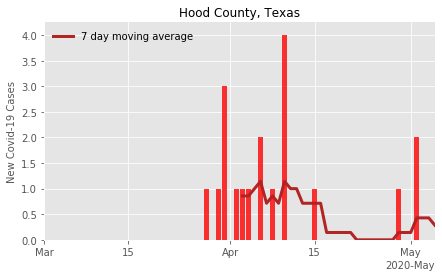 Hood County, Texas
7 day moving average
New Covid-19 Cases
4.0
3.5
3.0
2.5
2.0
1.5
1.0
0.5
0.0
Mar
15
Apr
15
May
2020-May